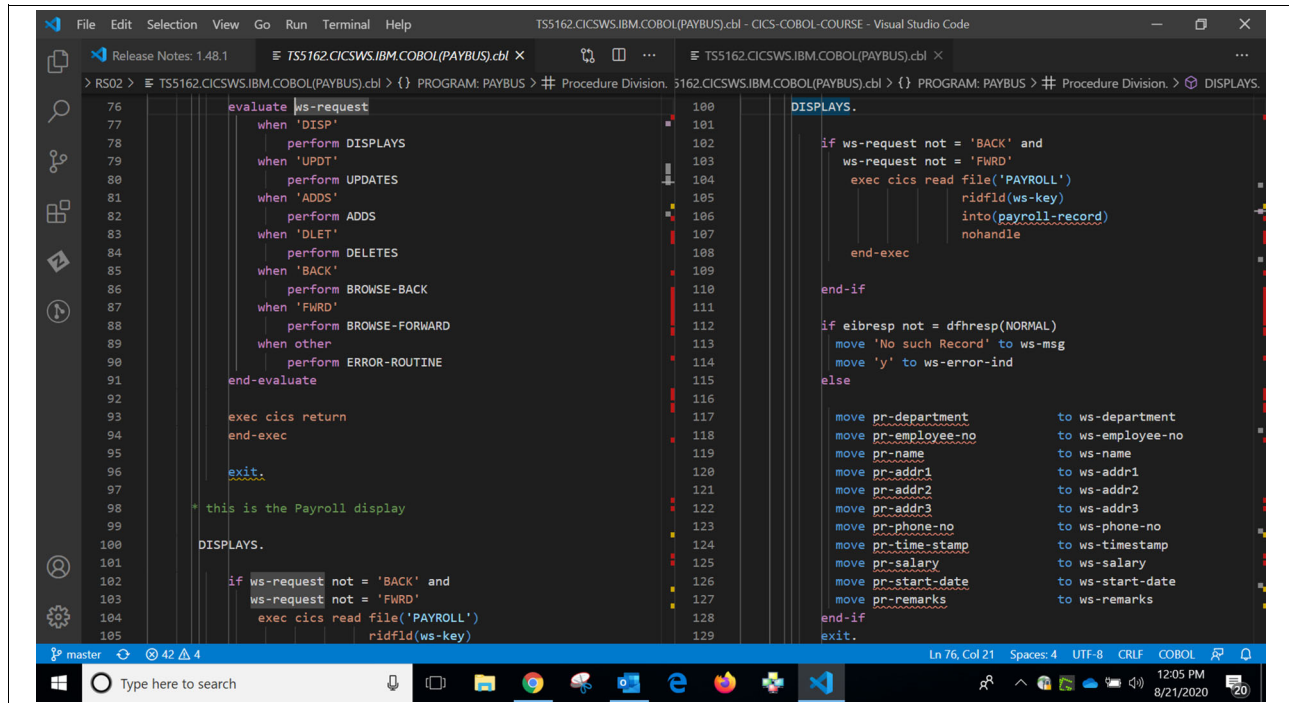 File Edit Selection View Go Run Terminal Help TS5162.CICSWS.IBM.COBOL(PAYBUS).cbl - CICS-COBOL-COURSE - Visual Studio Code
Release Notes: 1.48.1 TS5162.CICSWS.IBM.COBOL(PAYBUS).cbl
> RS02 > TS5162.CICSWS.IBM.COBOL(PAYBUS).cbl > {} PROGRAM: PAYBUS > Procedure Division.
76 evaluate ws-request
77 when 'DISP'
78 perform DISPLAYS
79 when 'UPDT'
80 perform UPDATES
81 when 'ADDS'
82 perform ADDS
83 when 'DLET'
84 perform DELETES
85 when 'BACK'
86 perform BROWSE-BACK
87 when 'FWRD'
88 perform BROWSE-FORWARD
89 when other
90 perform ERROR-ROUTINE
91 end-evaluate
92
93 exec cics return
94 end-exec
95
96 exit.
97
98 * this is the Payroll display
99
100 DISPLAYS.
101
102 if ws-request not = 'BACK' and
103 ws-request not = 'FWRD'
104 exec cics read file('PAYROLL')
105 ridfld(ws-key)
TS5162.CICSWS.IBM.COBOL(PAYBUS).cbl
5162.CICSWS.IBM.COBOL(PAYBUS).cbl > {} PROGRAM: PAYBUS > Procedure Division. > DISPLAYS.
100 DISPLAYS.
101
102 if ws-request not = 'BACK' and
103 ws-request not = 'FWRD'
104 exec cics read file('PAYROLL')
105 ridfld(ws-key)
106 into(payroll-record)
107 nohandle
108 end-exec
109
110 end-if
111
112 if eibresp not = dfhresp(NORMAL)
113 move 'No such Record' to ws-msg
114 move 'y' to ws-error-ind
115 else
116
117 move pr-department to ws-department
118 move pr-employee-no to ws-employee-no
119 move pr-name to ws-name
120 move pr-addr1 to ws-addr1
121 move pr-addr2 to ws-addr2
122 move pr-addr3 to ws-addr3
123 move pr-phone-no to ws-phone-no
124 move pr-time-stamp to ws-timestamp
125 move pr-salary to ws-salary
126 move pr-start-date to ws-start-date
127 move pr-remarks to ws-remarks
128 end-if
129 exit.
master 42 4 Ln 76, Col 21 Spaces: 4 UTF-8 CRLF COBOL
Type here to search
12:05 PM
8/21/2020
20